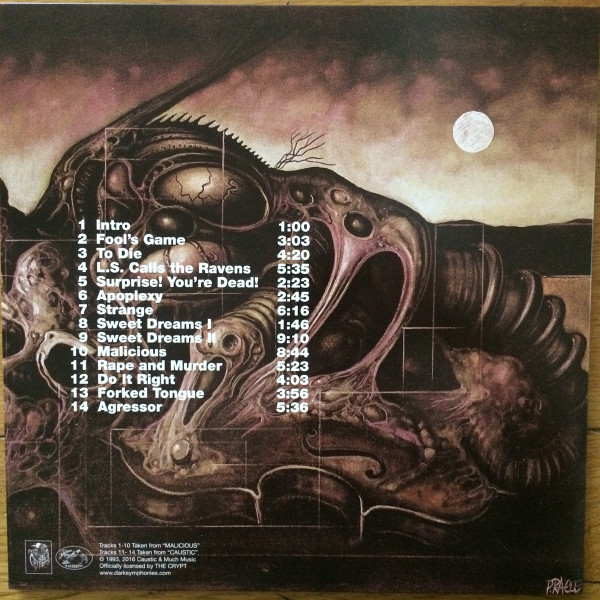 1 Intro 1:00
2 Fool's Game 3:03
3 To Die 4:20
4 L.S. Calls the Ravens 5:35
5 Surprise! You're Dead! 2:23
6 Apoplexy 2:45
7 Strange 6:16
8 Sweet Dreams I 1:46
9 Sweet Dreams II 9:10
10 Malicious 8:44
11 Rape and Murder 5:23
12 Do it Right 4:03
13 Forked Tongue 3:56
14 Agressor 5:36
Tracks 1-10 Taken from "MALICIOUS"
Tracks 11- 14 Taken from "CAUSTIC"
© 1993, 2016 Caustic & Much Music
Officially licensed by THE CRYPT
www.darksymphonies.com